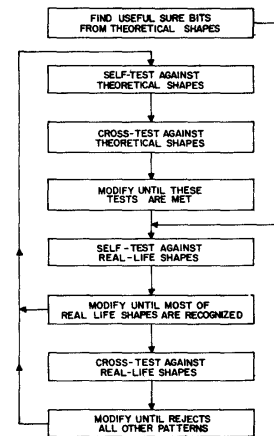 FIND USEFUL SURE BITS
FROM THEORETICAL SHAPES
SELF-TEST AGAINST
THEORETICAL SHAPES
CROSS-TEST AGAINST
THEORETICAL SHAPES
MODIFY UNTIL THESE
TESTS ARE MET
SELF-TEST AGAINST
REAL-LIFE SHAPES
MODIFY UNTIL MOST OF
REAL LIFE SHAPES ARE RECOGNIZED
CROSS-TEST AGAINST
REAL-LIFE SHAPES
MODIFY UNTIL REJECTS
ALL OTHER PATTERNS